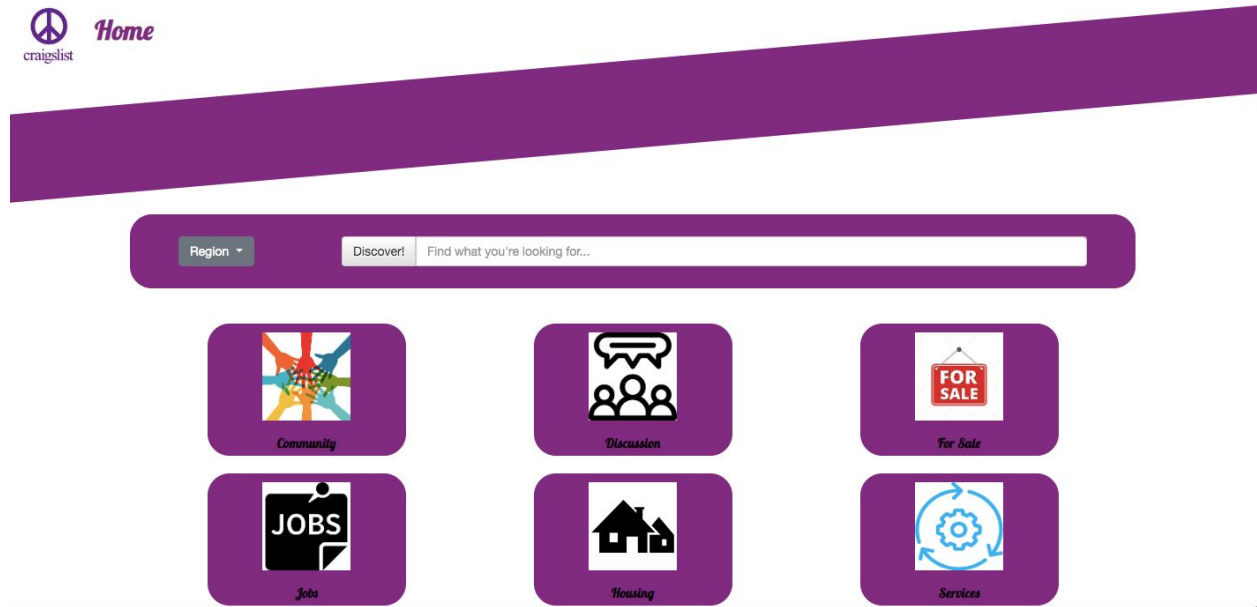 craigslist
Home
Region
Discover! Find what you're looking for...
Community
Discussion
FOR
SALE
For Sale
JOBS
Jobs
Housing
Services